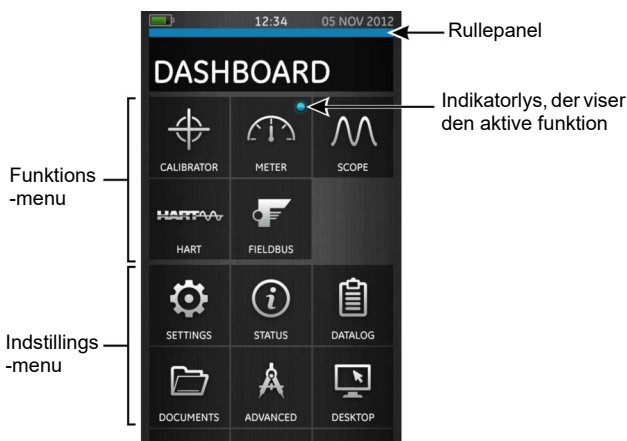 12:34 05 NOV 2012
Rullepanel
DASHBOARD
Indikatorlys, der viser
den aktive funktion
Funktions
-menu
CALIBRATOR METER SCOPE
HART
HART FIELDBUS
Indstillings
-menu
SETTINGS STATUS DATALOG
DOCUMENTS ADVANCED DESKTOP